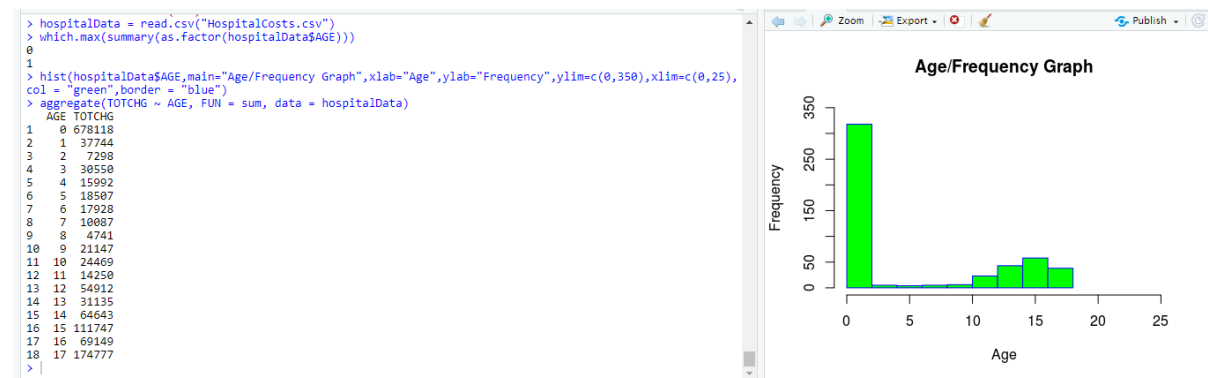 > hospitalData = read.csv("HospitalCosts.csv")
> which.max(summary(as.factor(hospitalData$AGE)))
0
1
> hist(hospitalData$AGE,main="Age/Frequency Graph",xlab="Age",ylab="Frequency",ylim=c(0,350),xlim=c(0,25),
col = "green",border = "blue")
> aggregate(TOTCHG ~ AGE, FUN = sum, data = hospitalData)
AGE TOTCHG
1 0 678118
2 1 37744
3 2 7298
4 3 30550
5 4 15992
6 5 18507
7 6 17928
8 7 10087
9 8 4741
10 9 21147
11 10 24469
12 11 14250
13 12 54912
14 13 31135
15 14 64643
16 15 111747
17 16 69149
18 17 174777
>
Zoom Export Publish
Age/Frequency Graph
Frequency
350
250
150
50
0
0 5 10 15 20 25
Age